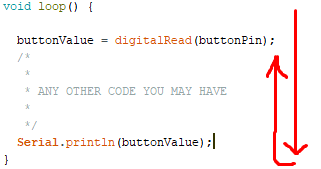 void loop() {
buttonValue = digitalRead(buttonPin);
/*
*
* ANY OTHER CODE YOU MAY HAVE
*
*/
Serial.println(buttonValue);
}